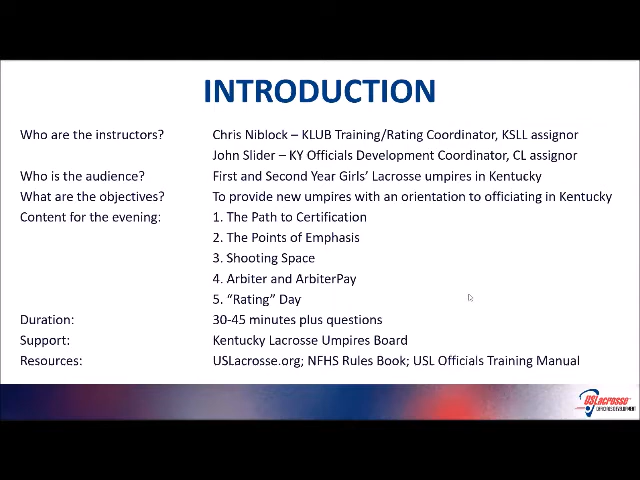 INTRODUCTION
Who are the instructors? Chris Niblock – KLUB Training/Rating Coordinator, KSLL assignor
John Slider – KY Officials Development Coordinator, CL assignor
Who is the audience? First and Second Year Girls' Lacrosse umpires in Kentucky
What are the objectives? To provide new umpires with an orientation to officiating in Kentucky
Content for the evening: 1. The Path to Certification
2. The Points of Emphasis
3. Shooting Space
4. Arbiter and ArbiterPay
5. “Rating” Day
Duration: 30-45 minutes plus questions
Support: Kentucky Lacrosse Umpires Board
Resources: USLacrosse.org; NFHS Rules Book; USL Officials Training Manual
USLacrosse
OFFICIALS DEVELOPMENT